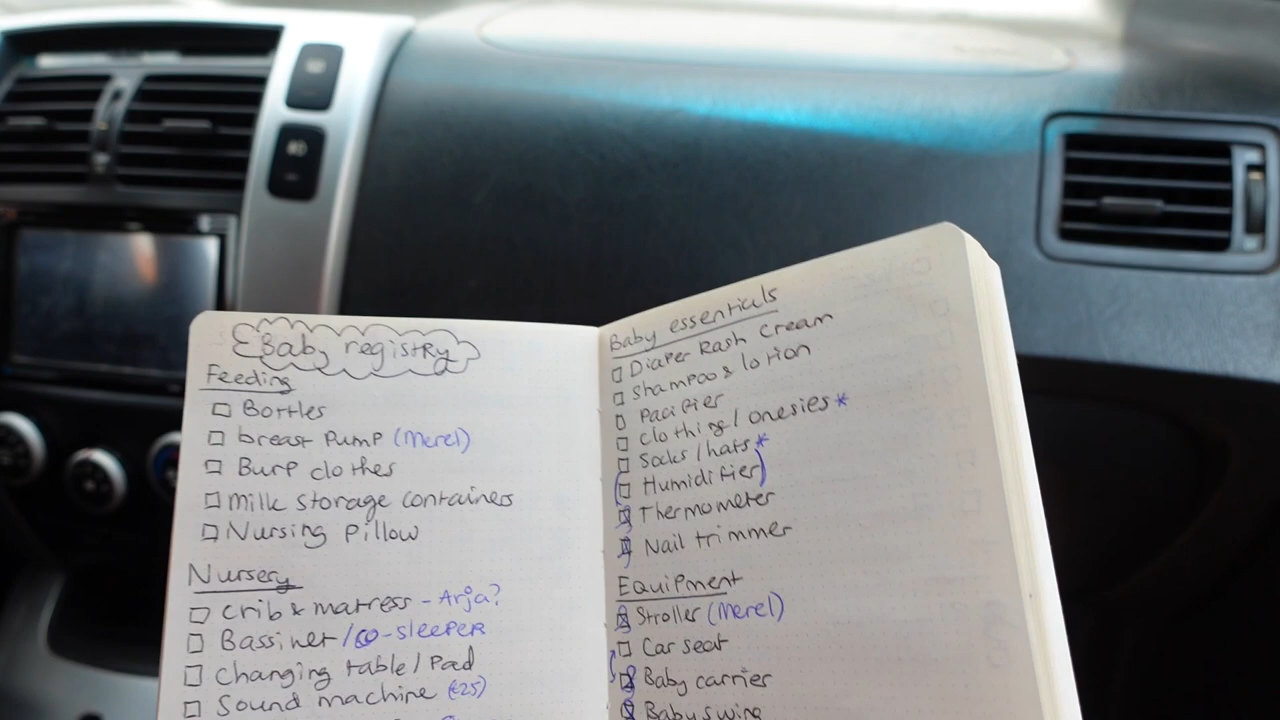 Baby registry
Feeding
Bottles
breast Pump (Merel)
Burp clothes
Milk storage containers
Nursing Pillow
Nursery
Crib & matress - Arja?
Bassinet / co-sleeper
Changing table / Pad
Sound machine (€25)
Baby essentials
Diaper Rash Cream
Shampoo & lotion
Pacifier
Clothing / onesies *
Socks / hats *
(Humidifier)
Thermometer
Nail trimmer
Equipment
Stroller (Merel)
Car seat
Baby carrier
Baby swing